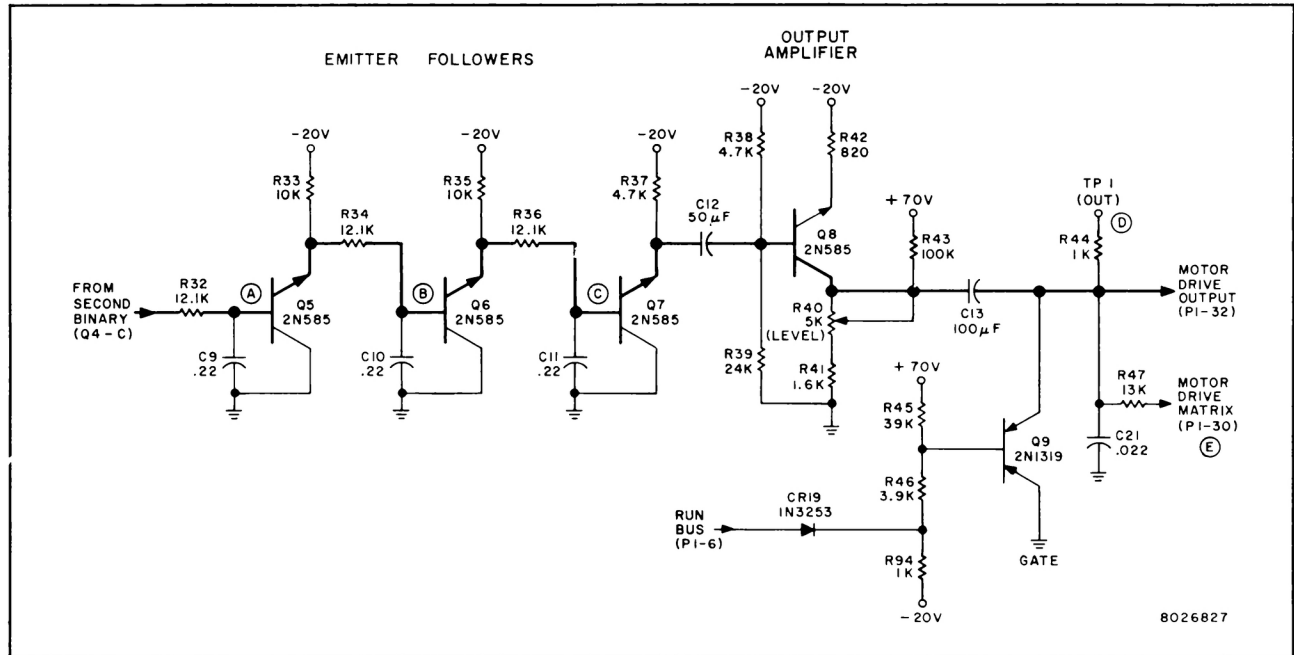 EMITTER FOLLOWERS
OUTPUT
AMPLIFIER
-20V
R33
10K
R34
12.1K
FROM
SECOND
BINARY
(Q4-C)
R32
12.1K
A
Q5
2N585
C9
.22
-20V
R35
10K
R36
12.1K
B
Q6
2N585
C10
.22
-20V
R37
4.7K
C
Q7
2N585
C11
.22
C12
50μF
-20V
R38
4.7K
R39
24K
-20V
R42
820
Q8
2N585
R40
5K
(LEVEL)
R41
1.6K
+70V
R43
100K
C13
100μF
TP 1
(OUT)
D
R44
1K
MOTOR
DRIVE
OUTPUT
(P1-32)
R47
13K
MOTOR
DRIVE
MATRIX
(P1-30)
E
C21
.022
+70V
R45
39K
R46
3.9K
Q9
2N1319
GATE
RUN
BUS
(P1-6)
CR19
1N3253
R94
1K
-20V
8026827